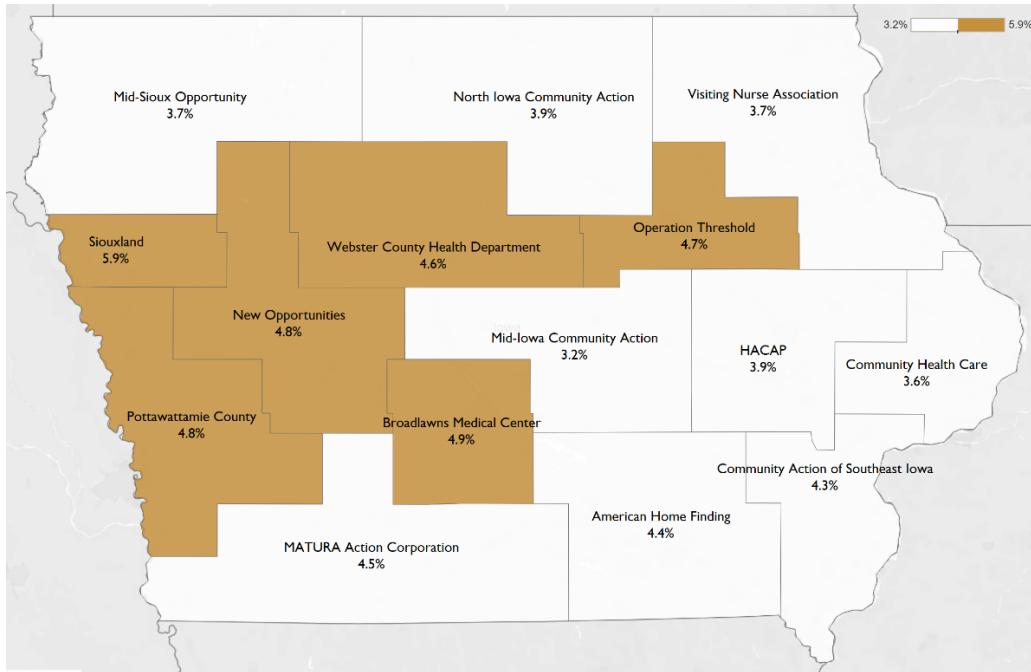 3.2% 5.9%
Mid-Sioux Opportunity
3.7%
North Iowa Community Action
3.9%
Visiting Nurse Association
3.7%
Siouxland
5.9%
Webster County Health Department
4.6%
Operation Threshold
4.7%
New Opportunities
4.8%
Mid-Iowa Community Action
3.2%
HACAP
3.9%
Community Health Care
3.6%
Pottawattamie County
4.8%
Broadlawns Medical Center
4.9%
Community Action of Southeast Iowa
4.3%
American Home Finding
4.4%
MATURA Action Corporation
4.5%